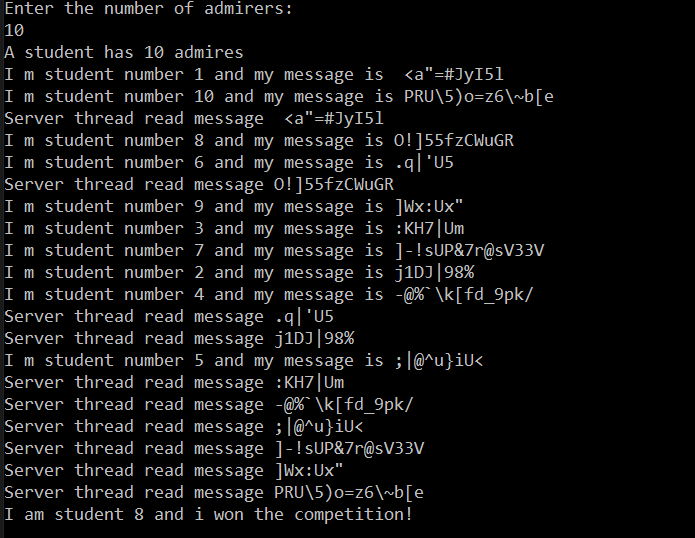 Enter the number of admirers:
10
A student has 10 admires
I m student number 1 and my message is  <a"=#JyI5l
I m student number 10 and my message is PRU\5)o=z6\~b[e
Server thread read message  <a"=#JyI5l
I m student number 8 and my message is O!]55fzCWuGR
I m student number 6 and my message is .q|'U5
Server thread read message O!]55fzCWuGR
I m student number 9 and my message is ]Wx:Ux"
I m student number 3 and my message is :KH7|Um
I m student number 7 and my message is ]-!sUP&7r@sV33V
I m student number 2 and my message is j1DJ|98%
I m student number 4 and my message is -@%`\k[fd_9pk/
Server thread read message .q|'U5
Server thread read message j1DJ|98%
I m student number 5 and my message is ;|@^u}iU<
Server thread read message :KH7|Um
Server thread read message -@%`\k[fd_9pk/
Server thread read message ;|@^u}iU<
Server thread read message ]-!sUP&7r@sV33V
Server thread read message ]Wx:Ux"
Server thread read message PRU\5)o=z6\~b[e
I am student 8 and i won the competition!